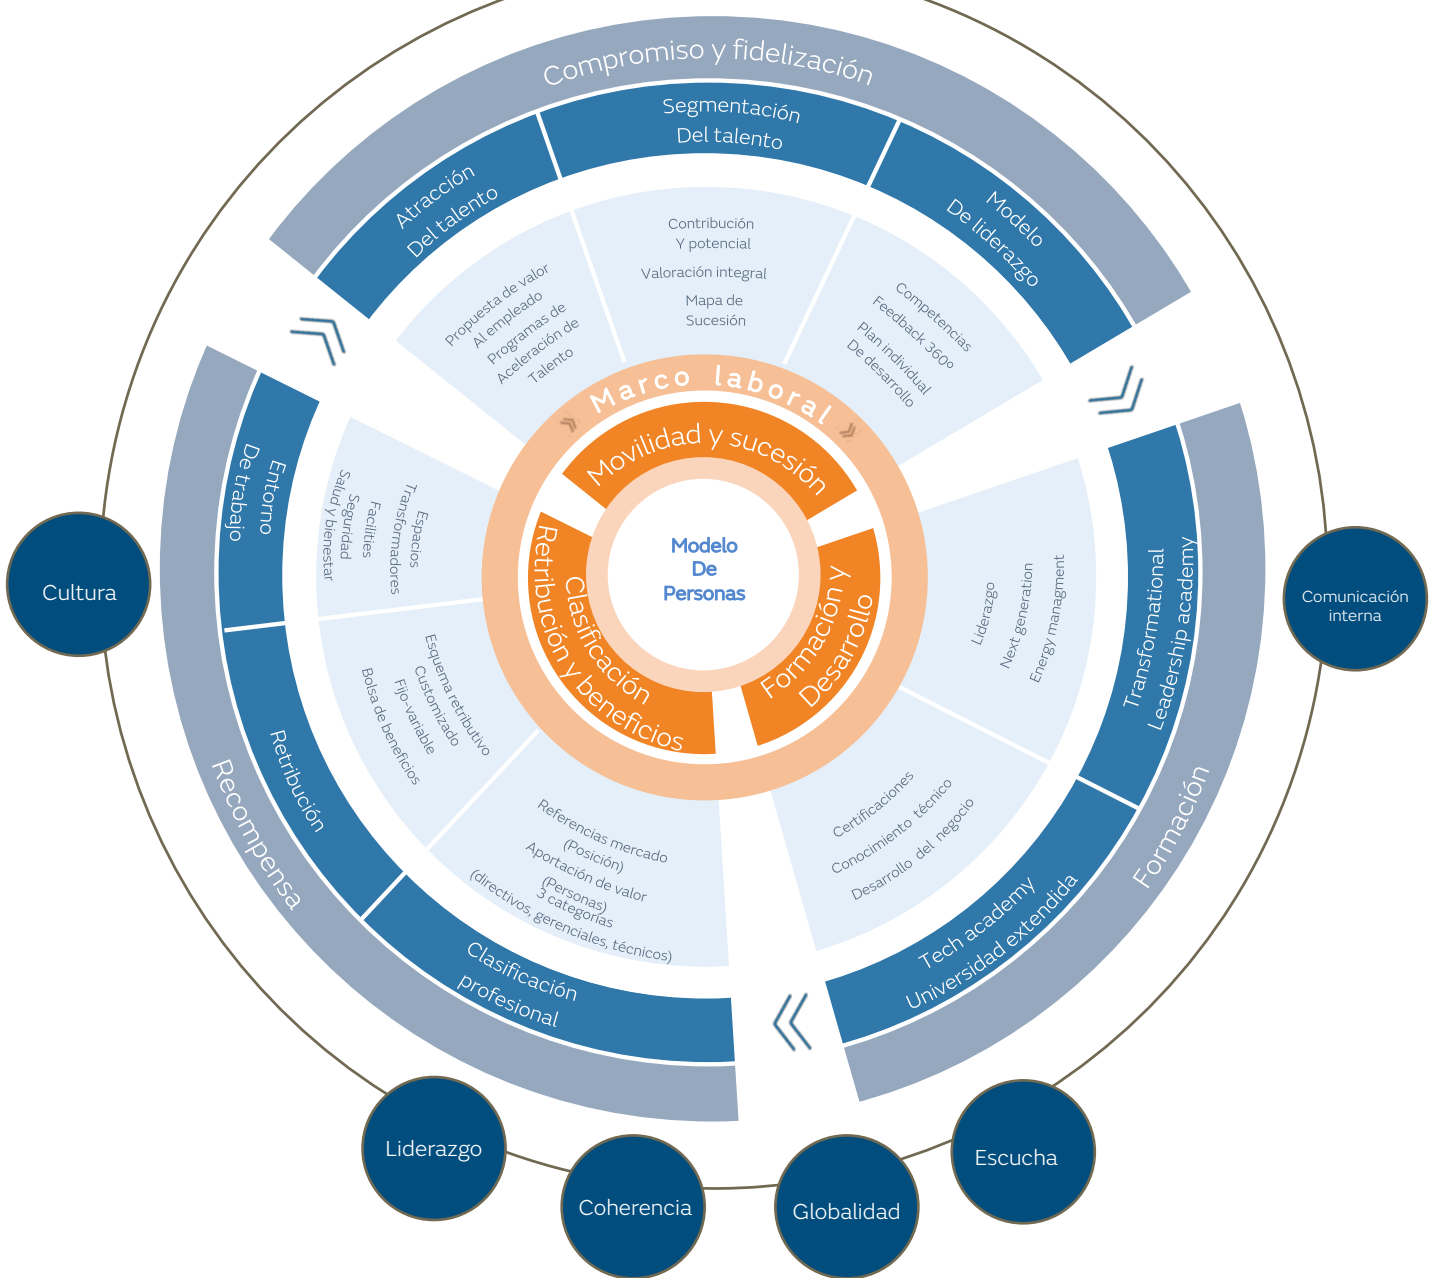 Compromiso y fidelización
Segmentación
Del talento
Atracción
Del talento
Modelo
De liderazgo
Contribución
Y potencial
Valoración integral
Mapa de
Sucesión
Propuesta de valor
Al empleado
Programas de
Aceleración de
Talento
Competencias
Feedback 360º
Plan individual
De desarrollo
Marco laboral
Movilidad y sucesión
Modelo
De
Personas
Formación y
Desarrollo
Clasificación
Retribución y beneficios
Entorno
De trabajo
Espacios
Transformadores
Facilities
Seguridad
Salud y bienestar
Retribución
Esquema retributivo
Customizado
Fijo-variable
Bolsa de beneficios
Recompensa
Referencias mercado
(Posición)
Aportación de valor
(Personas)
3 categorías
(directivos, gerenciales, técnicos)
Clasificación
profesional
Liderazgo
Next generation
Energy managment
Transformational
Leadership academy
Formación
Certificaciones
Conocimiento técnico
Desarrollo del negocio
Tech academy
Universidad extendida
Cultura
Comunicación
interna
Liderazgo
Coherencia
Globalidad
Escucha